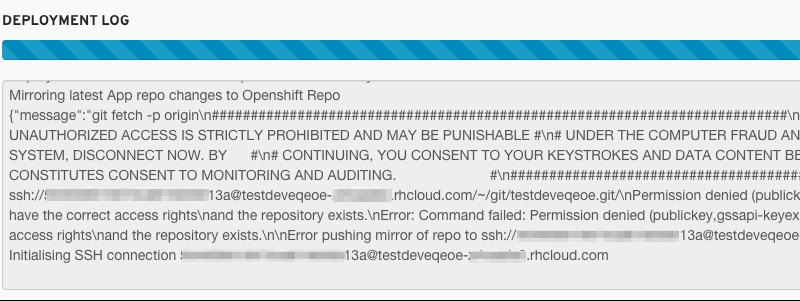 DEPLOYMENT LOG
Mirroring latest App repo changes to Openshift Repo
{"message":"git fetch -p origin\n################################################################################\n
UNAUTHORIZED ACCESS IS STRICTLY PROHIBITED AND MAY BE PUNISHABLE #\n# UNDER THE COMPUTER FRAUD AN
SYSTEM, DISCONNECT NOW. BY #\n# CONTINUING, YOU CONSENT TO YOUR KEYSTROKES AND DATA CONTENT BE
CONSTITUTES CONSENT TO MONITORING AND AUDITING. #\n########################################
ssh:// 13a@testdeveqeoe- .rhcloud.com/~/git/testdeveqeoe.git/\nPermission denied (publick
have the correct access rights\nand the repository exists.\nError: Command failed: Permission denied (publickey,gssapi-keyex
access rights\nand the repository exists.\n\nError pushing mirror of repo to ssh:// 13a@testdeveqeoe
Initialising SSH connection 13a@testdeveqeoe- .rhcloud.com